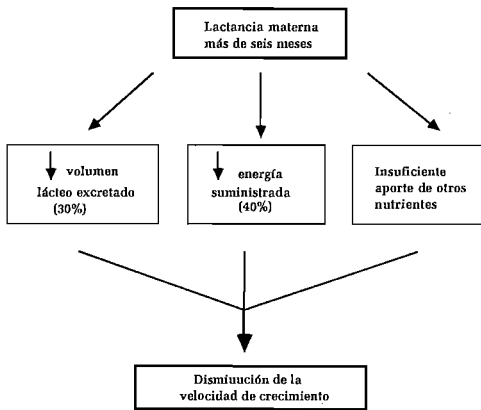 Lactancia materna
más de seis meses
volumen
lácteo excretado
(30%)
energía
suministrada
(40%)
Insuficiente
aporte de otros
nutrientes
Dismiuución de la
velocidad de crecimiento